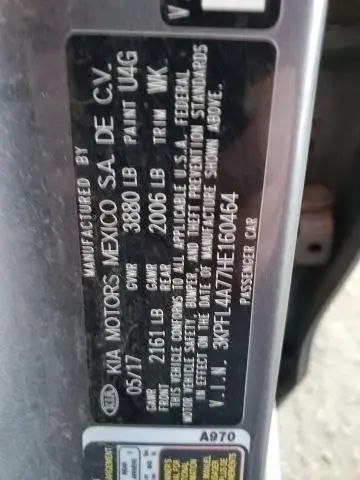 MANUFACTURED BY
KIA KIA MOTORS MEXICO S.A. DE C.V.
05/17 GVWR 3880 LB PAINT U4G
GAWR FRONT 2161 LB GAWR REAR 2006 LB TRIM WK
THIS VEHICLE CONFORMS TO ALL APPLICABLE U.S.A. FEDERAL
MOTOR VEHICLE SAFETY, BUMPER, AND THEFT PREVENTION STANDARDS
IN EFFECT ON THE DATE OF MANUFACTURE SHOWN ABOVE.
V.I.N. 3KPFL4A77HE160464
PASSENGER CAR
A970